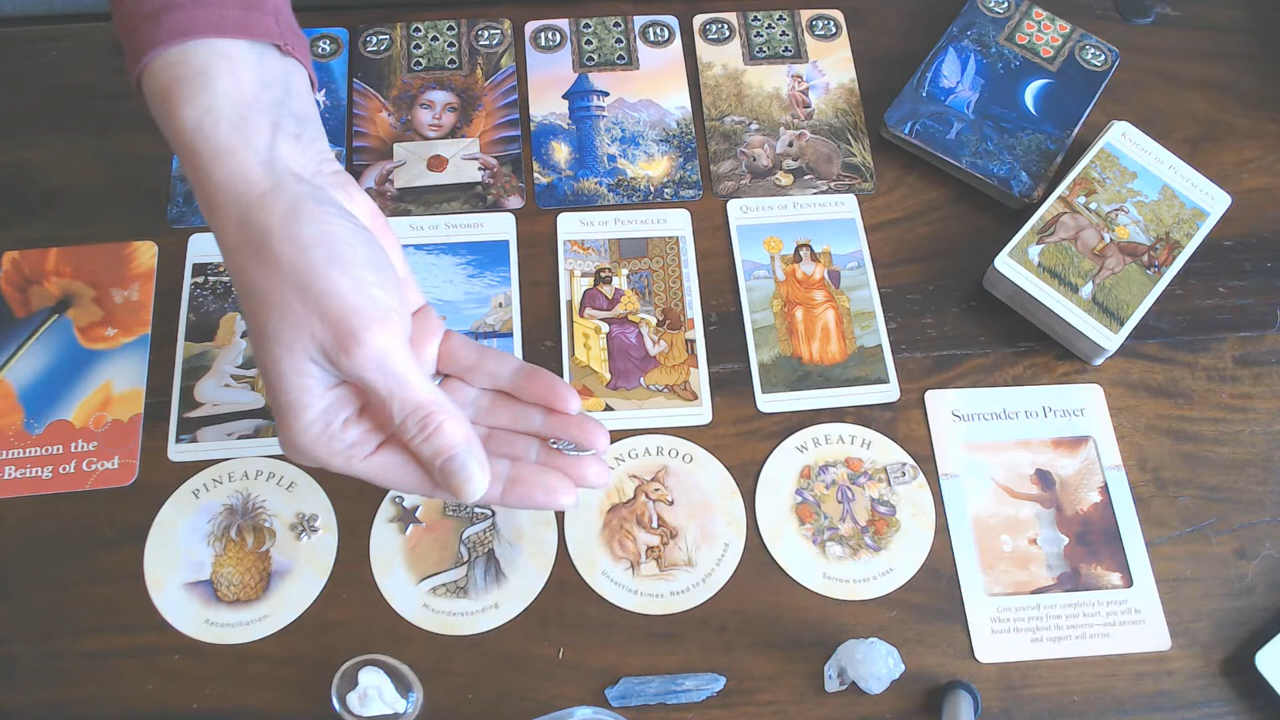 8
27 27
19 19
23 23
32 32
KNIGHT OF PENTACLES
SIX OF SWORDS
SIX OF PENTACLES
QUEEN OF PENTACLES
ummon the
-Being of God
PINEAPPLE
Reconciliation.
Misunderstanding
ANGAROO
Unsettled times. Need to plan ahead.
WREATH
Sorrow over a loss.
Surrender to Prayer
Give yourself over completely to prayer.
When you pray from your heart, you will be
heard throughout the universe—and answers
and support will arrive.